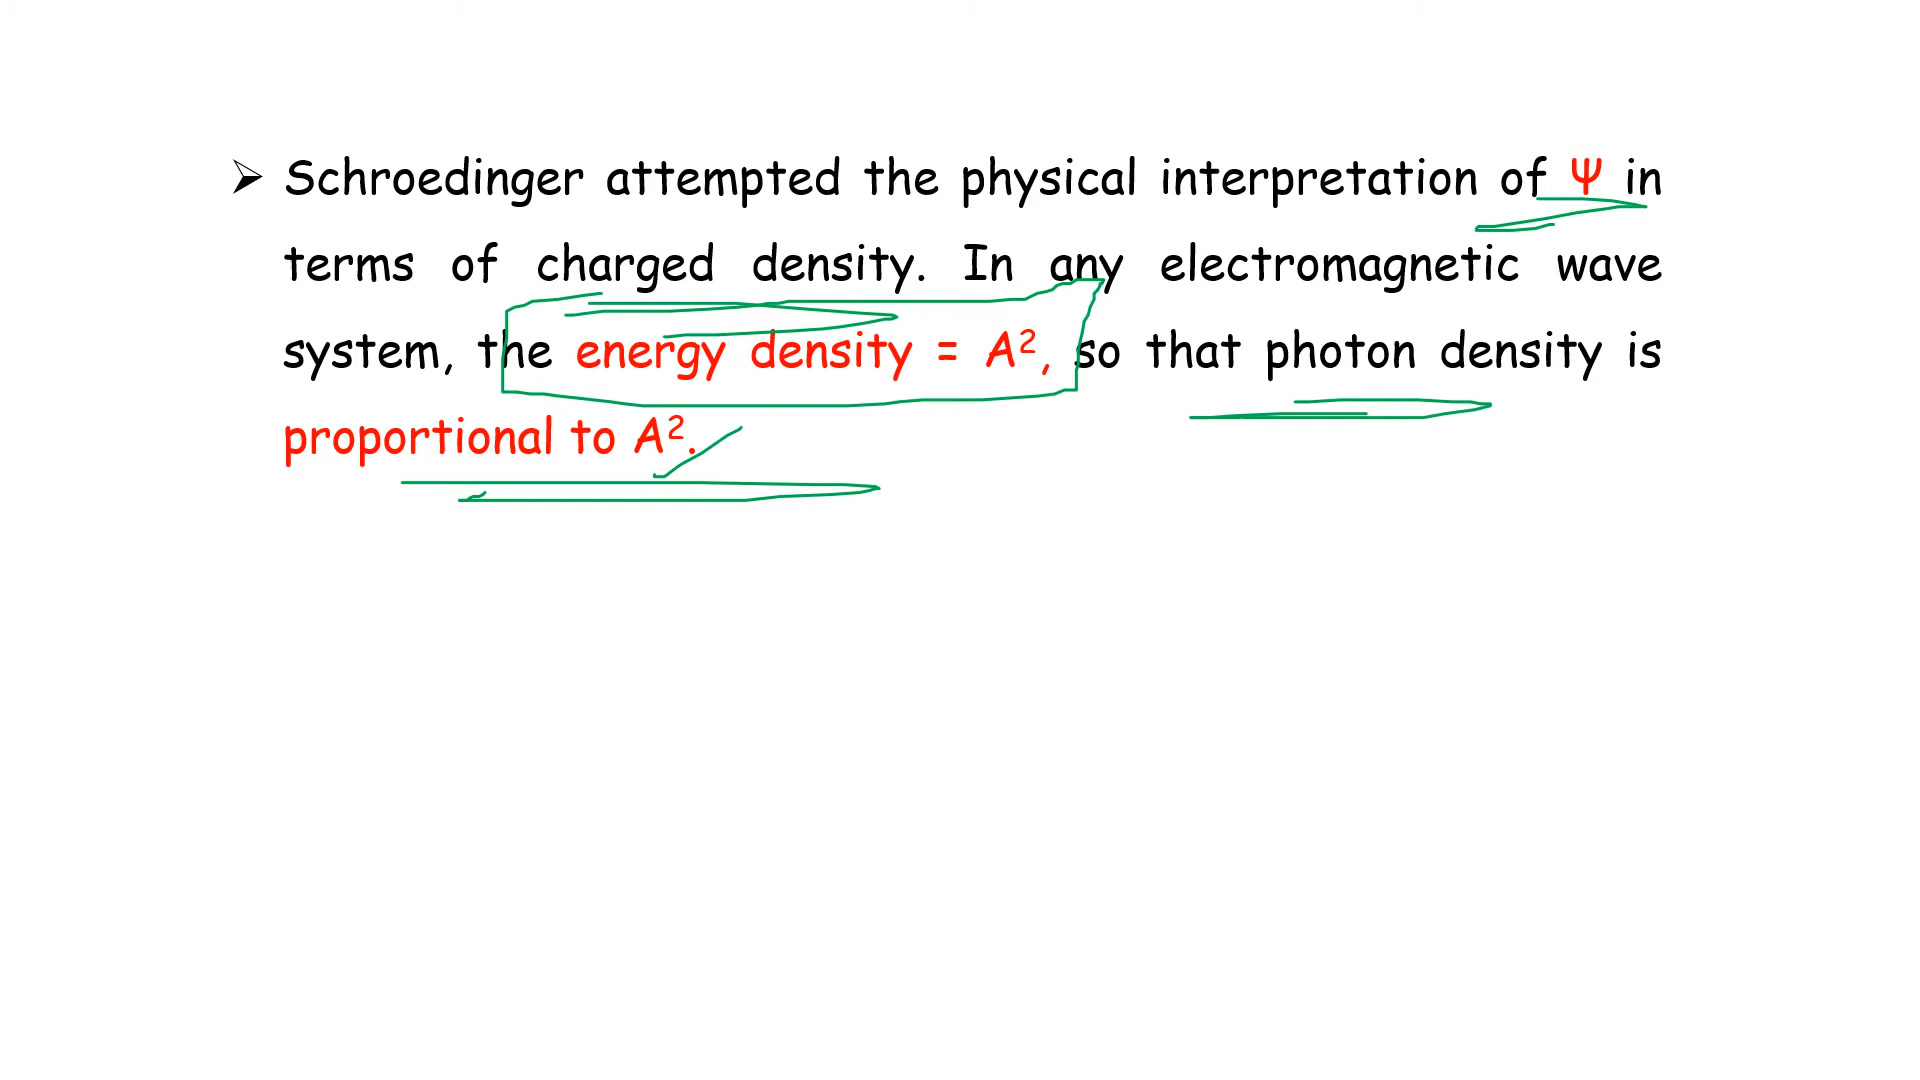 ➢ Schroedinger attempted the physical interpretation of Ψ in
terms of charged density. In any electromagnetic wave
system, the energy density = A², so that photon density is
proportional to A².